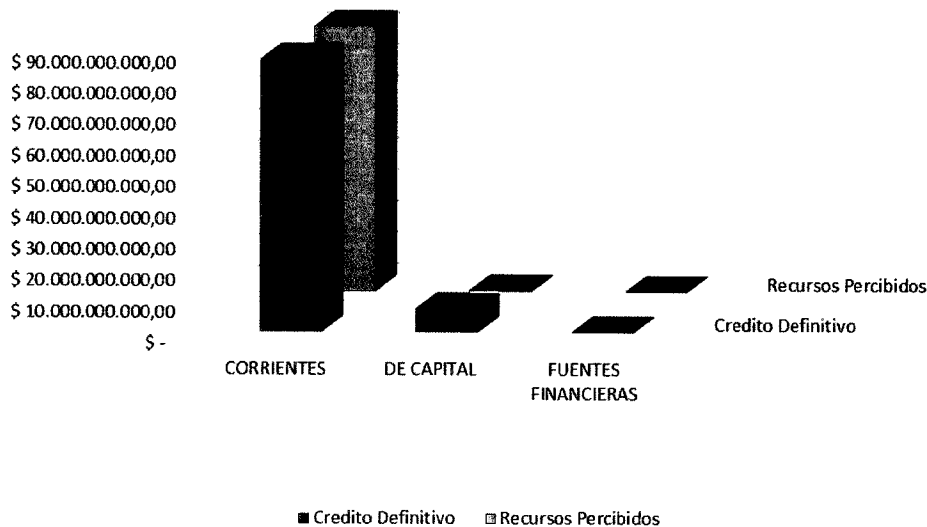 $ 90.000.000.000,00
$ 80.000.000.000,00
$ 70.000.000.000,00
$ 60.000.000.000,00
$ 50.000.000.000,00
$ 40.000.000.000,00
$ 30.000.000.000,00
$ 20.000.000.000,00
$ 10.000.000.000,00
$ -
Recursos Percibidos
Credito Definitivo
CORRIENTES
DE CAPITAL
FUENTES
FINANCIERAS
Credito Definitivo
Recursos Percibidos